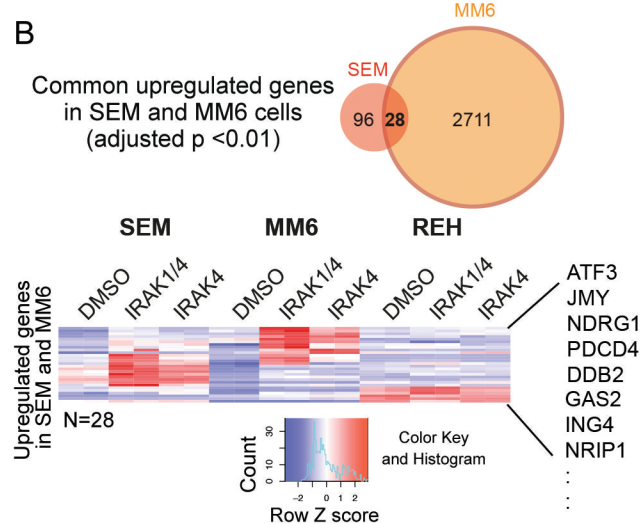 B
MM6
SEM
Common upregulated genes
in SEM and MM6 cells
(adjusted p <0.01)
96 28 2711
SEM MM6 REH
DMSO IRAK1/4 IRAK4 DMSO IRAK1/4 IRAK4 DMSO IRAK1/4 IRAK4
Upregulated genes
in SEM and MM6
N=28
ATF3
JMY
NDRG1
PDCD4
DDB2
GAS2
ING4
NRIP1
:
:
Count
0 10 30
−2 0 1 2
Row Z score
Color Key
and Histogram